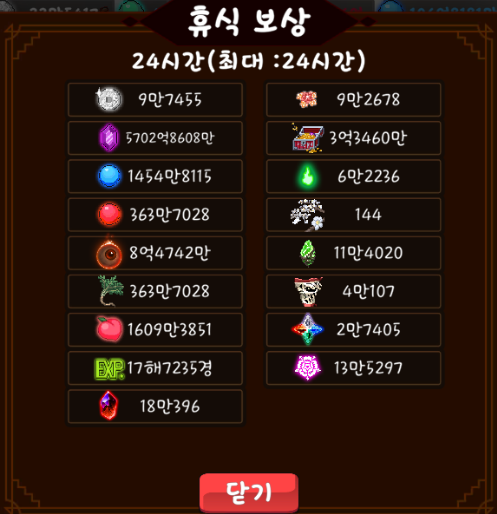 휴식 보상
24시간(최대 :24시간)
9만7455
9만2678
5702억8608만
3억3460만
1454만8115
6만2236
363만7028
144
8억4742만
11만4020
363만7028
4만107
1609만3851
2만7405
EXP. 17해7235경
13만5297
18만396
닫기